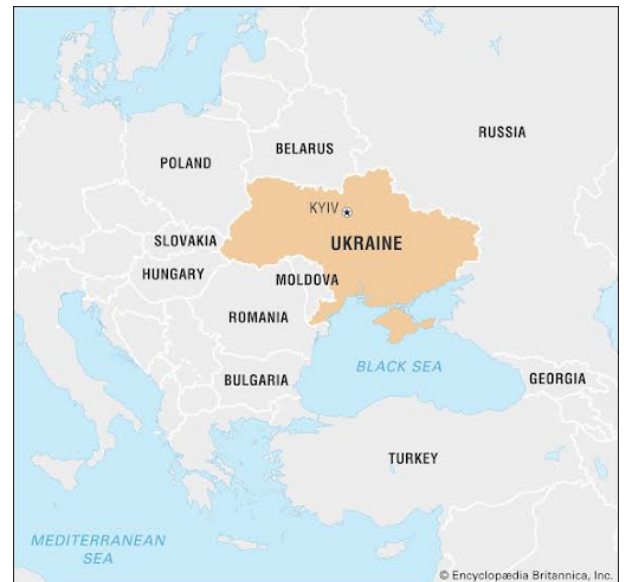 RUSSIA
BELARUS
POLAND
KYIV
UKRAINE
SLOVAKIA
HUNGARY
MOLDOVA
ROMANIA
BLACK SEA
BULGARIA
GEORGIA
TURKEY
MEDITERRANEAN
SEA
© Encyclopædia Britannica, Inc.